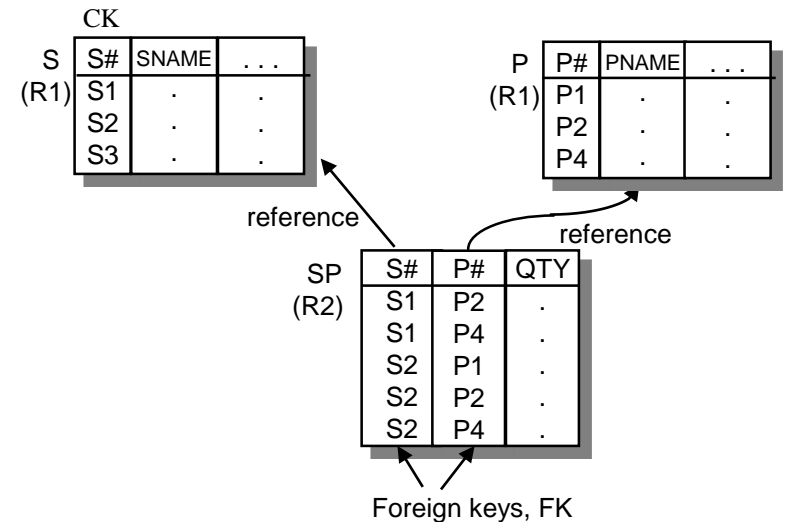 CK
S S# SNAME . . .
(R1) S1 . .
S2 . .
S3 . .
P P# PNAME . . .
(R1) P1 . .
P2 . .
P4 . .
reference
reference
SP S# P# QTY
(R2) S1 P2 .
S1 P4 .
S2 P1 .
S2 P2 .
S2 P4 .
Foreign keys, FK